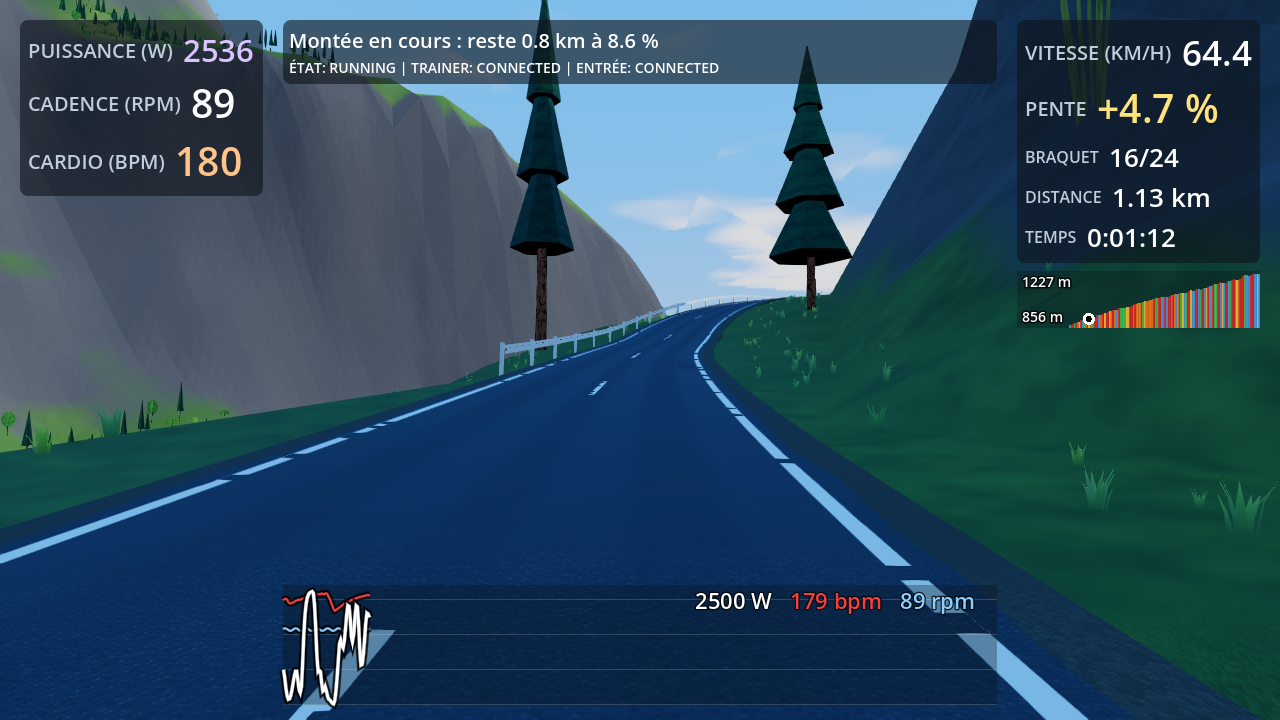 PUISSANCE (W) 2536
CADENCE (RPM) 89
CARDIO (BPM) 180
Montée en cours : reste 0.8 km à 8.6 %
ÉTAT: RUNNING | TRAINER: CONNECTED | ENTRÉE: CONNECTED
VITESSE (KM/H) 64.4
PENTE +4.7 %
BRAQUET 16/24
DISTANCE 1.13 km
TEMPS 0:01:12
1227 m
856 m
2500 W 179 bpm 89 rpm